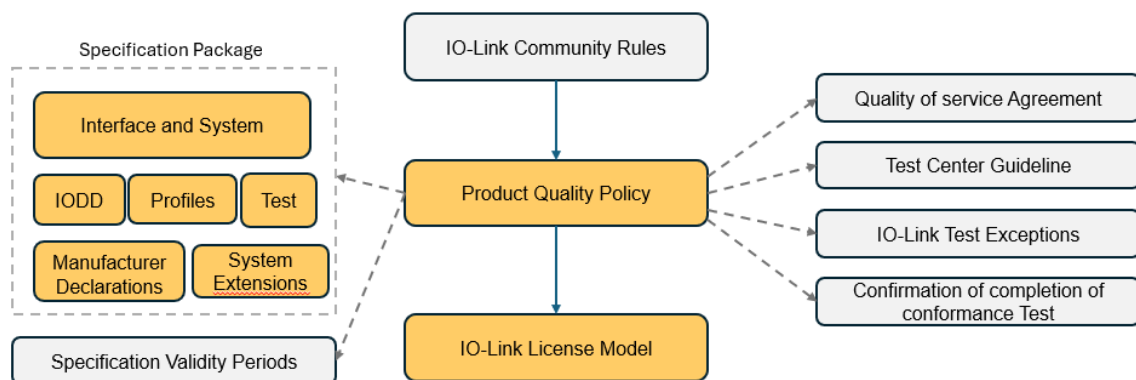 Specification Package
Interface and System
IODD
Profiles
Test
Manufacturer
Declarations
System
Extensions
Specification Validity Periods
IO-Link Community Rules
Product Quality Policy
IO-Link License Model
Quality of service Agreement
Test Center Guideline
IO-Link Test Exceptions
Confirmation of completion of
conformance Test